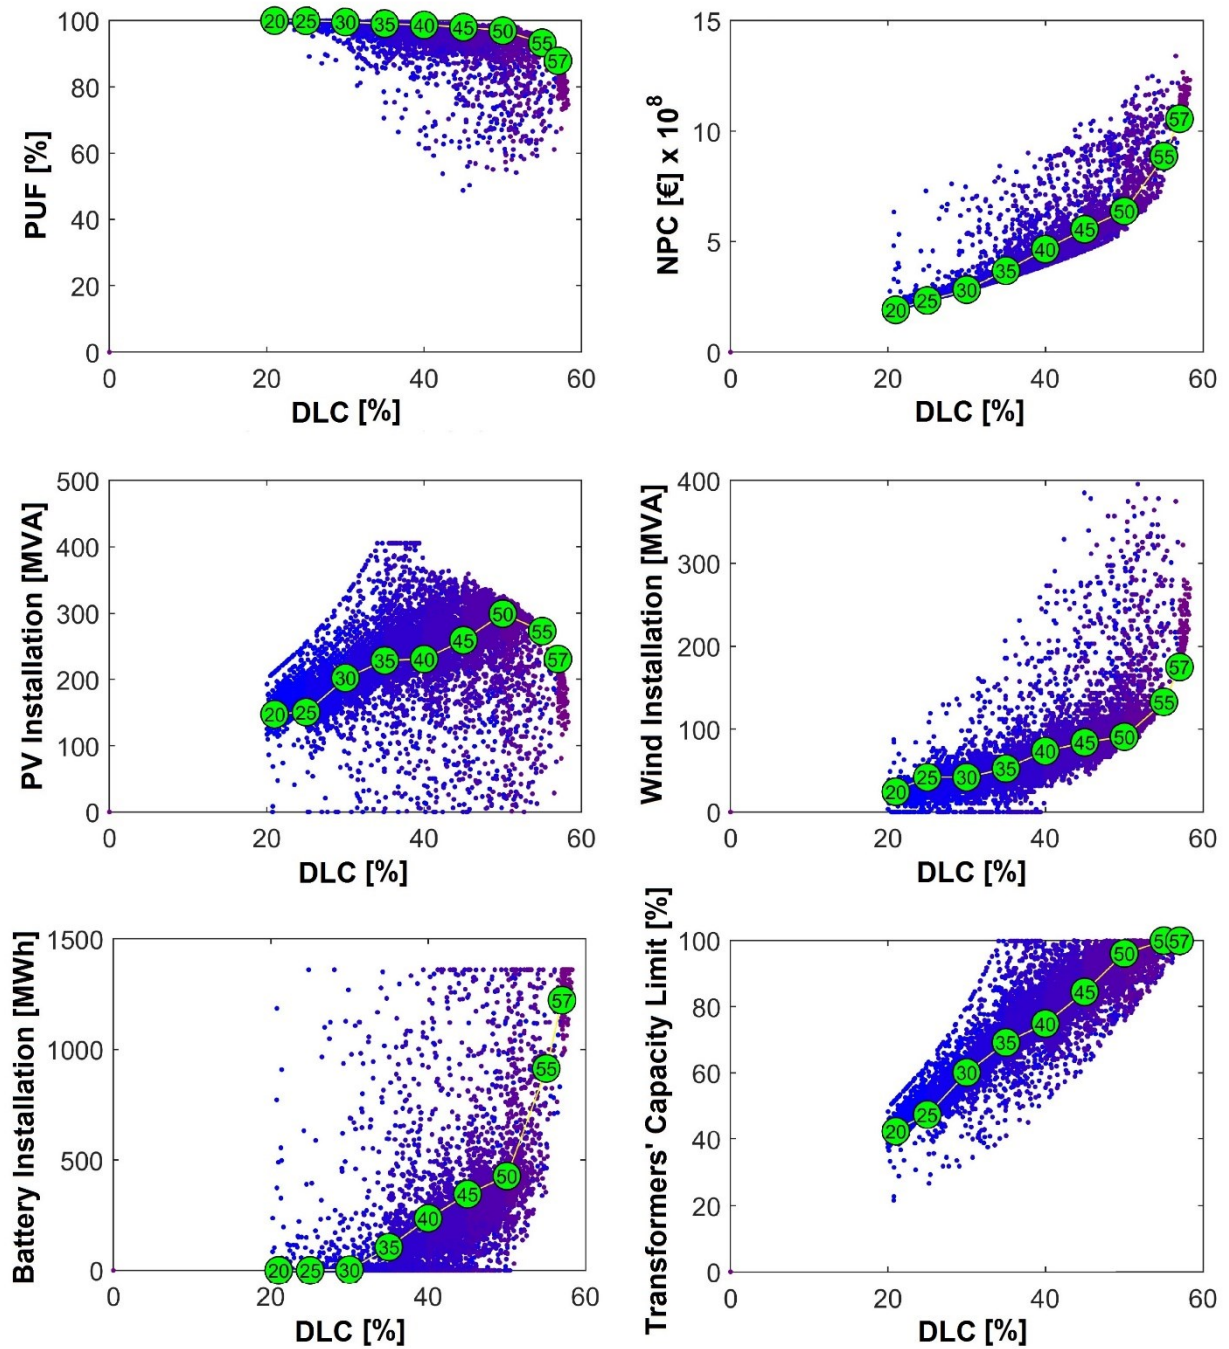 PUF [%]
100
80
60
40
20
0
20 25 30 35 40 45 50 55 57
0 20 40 60
DLC [%]
NPC [€] x 10^8
15
10
5
0
20 25 30 35 40 45 50 55 57
0 20 40 60
DLC [%]
PV Installation [MVA]
500
400
300
200
100
0
20 25 30 35 40 45 50 55 57
0 20 40 60
DLC [%]
Wind Installation [MVA]
400
300
200
100
0
20 25 30 35 40 45 50 55 57
0 20 40 60
DLC [%]
Battery Installation [MWh]
1500
1000
500
0
20 25 30 35 40 45 50 55 57
0 20 40 60
DLC [%]
Transformers' Capacity Limit [%]
100
80
60
40
20
0
20 25 30 35 40 45 50 5 57
0 20 40 60
DLC [%]